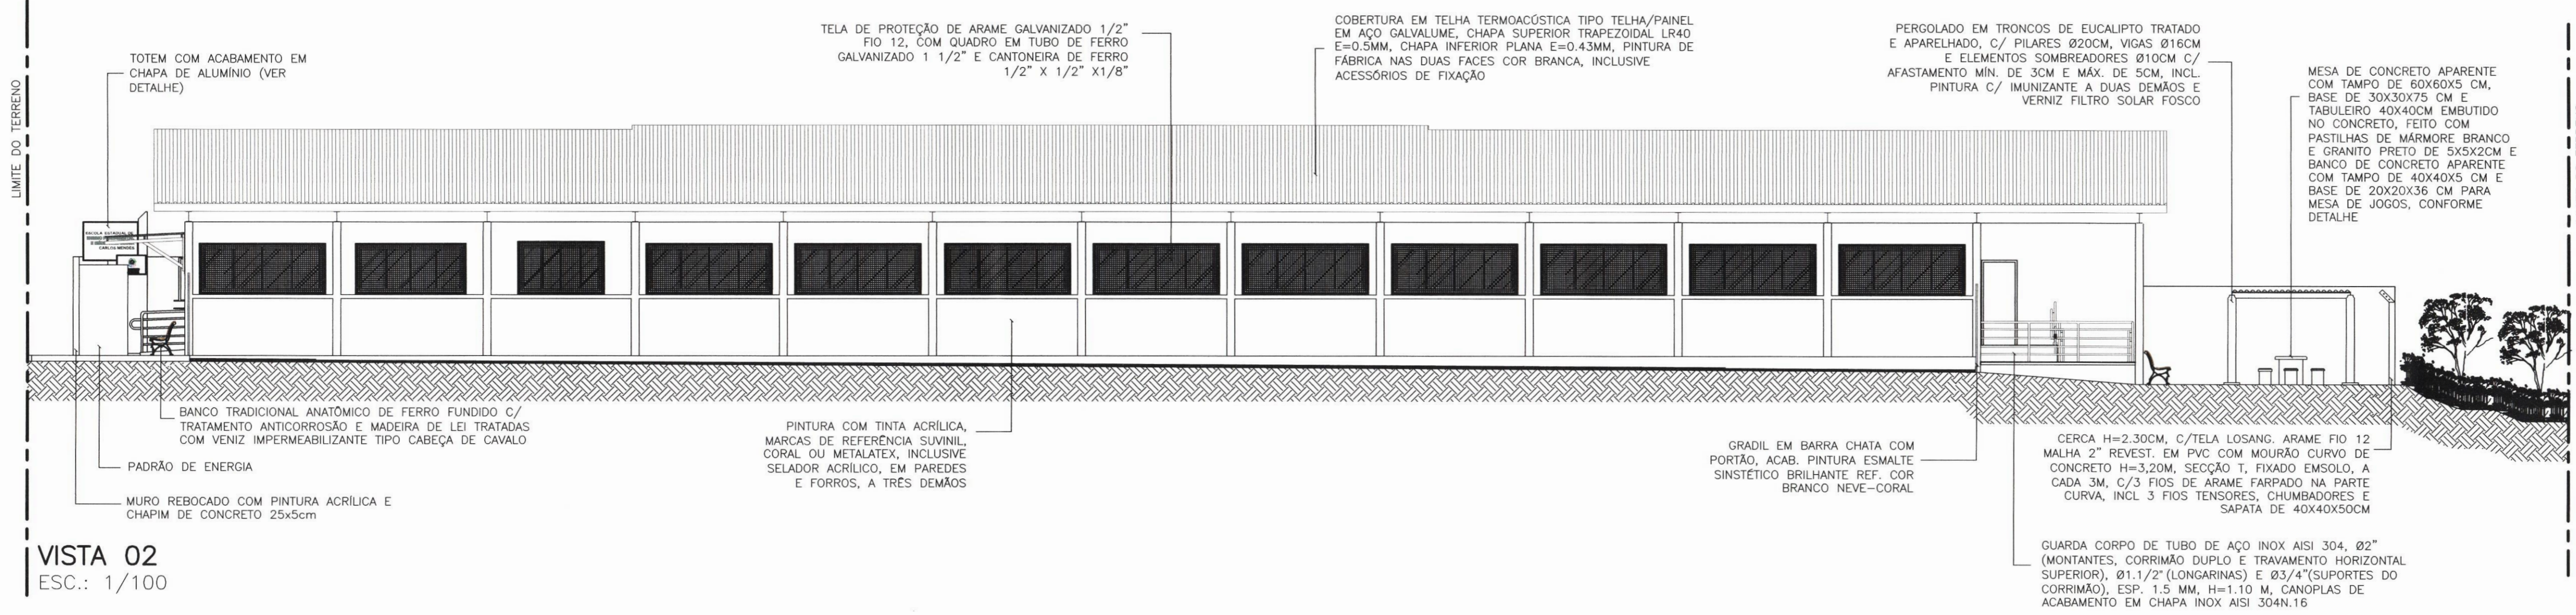 LIMITE DO TERRENO
TOTEM COM ACABAMENTO EM
CHAPA DE ALUMÍNIO (VER
DETALHE)
TELA DE PROTEÇÃO DE ARAME GALVANIZADO 1/2"
FIO 12, COM QUADRO EM TUBO DE FERRO
GALVANIZADO 1 1/2" E CANTONEIRA DE FERRO
1/2" X 1/2" X1/8"
COBERTURA EM TELHA TERMOACÚSTICA TIPO TELHA/PAINEL
EM AÇO GALVALUME, CHAPA SUPERIOR TRAPEZOIDAL LR40
E=0.5MM, CHAPA INFERIOR PLANA E=0.43MM, PINTURA DE
FÁBRICA NAS DUAS FACES COR BRANCA, INCLUSIVE
ACESSÓRIOS DE FIXAÇÃO
PERGOLADO EM TRONCOS DE EUCALIPTO TRATADO
E APARELHADO, C/ PILARES Ø20CM, VIGAS Ø16CM
E ELEMENTOS SOMBREADORES Ø10CM C/
AFASTAMENTO MÍN. DE 3CM E MÁX. DE 5CM, INCL.
PINTURA C/ IMUNIZANTE A DUAS DEMÃOS E
VERNIZ FILTRO SOLAR FOSCO
MESA DE CONCRETO APARENTE
COM TAMPO DE 60X60X5 CM,
BASE DE 30X30X75 CM E
TABULEIRO 40X40CM EMBUTIDO
NO CONCRETO, FEITO COM
PASTILHAS DE MÁRMORE BRANCO
E GRANITO PRETO DE 5X5X2CM E
BANCO DE CONCRETO APARENTE
COM TAMPO DE 40X40X5 CM E
BASE DE 20X20X36 CM PARA
MESA DE JOGOS, CONFORME
DETALHE
ESCOLA ESTADUAL DE
CARLOS MENDES
BANCO TRADICIONAL ANATÔMICO DE FERRO FUNDIDO C/
TRATAMENTO ANTICORROSÃO E MADEIRA DE LEI TRATADAS
COM VENIZ IMPERMEABILIZANTE TIPO CABEÇA DE CAVALO
PADRÃO DE ENERGIA
MURO REBOCADO COM PINTURA ACRÍLICA E
CHAPIM DE CONCRETO 25x5cm
PINTURA COM TINTA ACRÍLICA,
MARCAS DE REFERÊNCIA SUVINIL,
CORAL OU METALATEX, INCLUSIVE
SELADOR ACRÍLICO, EM PAREDES
E FORROS, A TRÊS DEMÃOS
GRADIL EM BARRA CHATA COM
PORTÃO, ACAB. PINTURA ESMALTE
SINSTÉTICO BRILHANTE REF. COR
BRANCO NEVE-CORAL
CERCA H=2.30CM, C/TELA LOSANG. ARAME FIO 12
MALHA 2" REVEST. EM PVC COM MOURÃO CURVO DE
CONCRETO H=3,20M, SECÇÃO T, FIXADO EMSOLO, A
CADA 3M, C/3 FIOS DE ARAME FARPADO NA PARTE
CURVA, INCL 3 FIOS TENSORES, CHUMBADORES E
SAPATA DE 40X40X50CM
GUARDA CORPO DE TUBO DE AÇO INOX AISI 304, Ø2"
(MONTANTES, CORRIMÃO DUPLO E TRAVAMENTO HORIZONTAL
SUPERIOR), Ø1.1/2" (LONGARINAS) E Ø3/4"(SUPORTES DO
CORRIMÃO), ESP. 1.5 MM, H=1.10 M, CANOPLAS DE
ACABAMENTO EM CHAPA INOX AISI 304N.16
VISTA 02
ESC.: 1/100